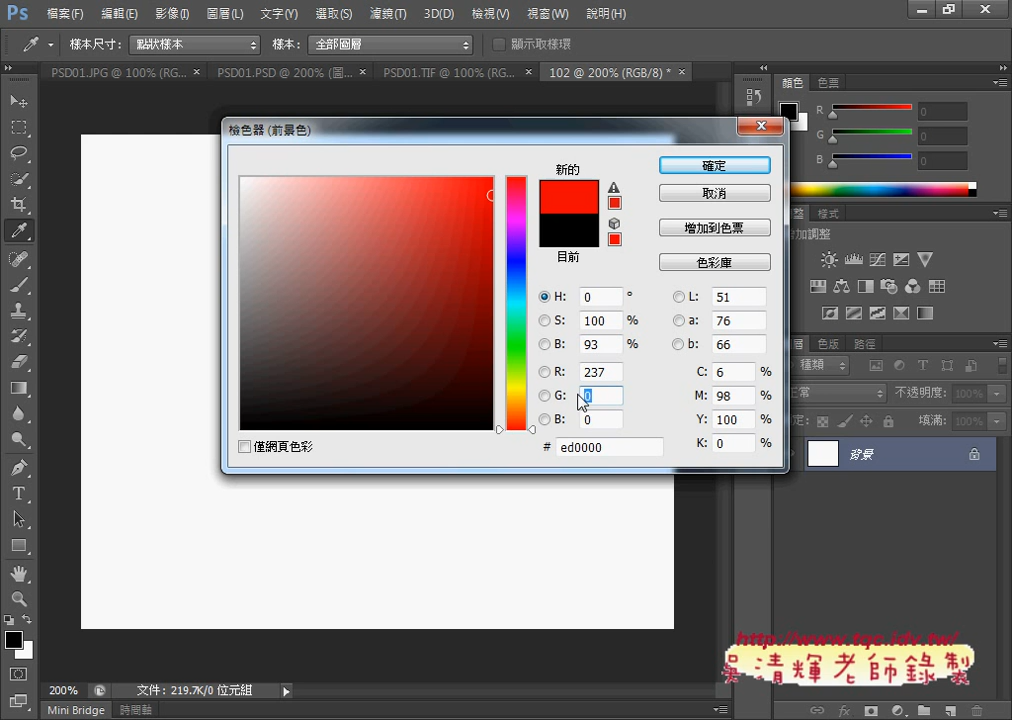 Ps 檔案(F) 編輯(E) 影像(I) 圖層(L) 文字(Y) 選取(S) 濾鏡(T) 3D(D) 檢視(V) 視窗(W) 說明(H)
樣本尺寸: 點狀樣本 樣本: 全部圖層 顯示取樣環
PSD01.JPG @ 100% (RG... × PSD01.PSD @ 200% (圖... × PSD01.TIF @ 100% (RG... × 102 @ 200% (RGB/8) * ×
顏色 色票
R 0
G 0
B 0
檢色器 (前景色)
新的
目前
確定
取消
增加到色票
色彩庫
H: 0 °
S: 100 %
B: 93 %
R: 237
G: 0
B: 0
# ed0000
L: 51
a: 76
b: 66
C: 6 %
M: 98 %
Y: 100 %
K: 0 %
僅網頁色彩
整 樣式
加調整
層 色版 路徑
種類
正常 不透明度: 100%
定: 填滿: 100%
背景
http://www.tqc.idv.tw/
吳清輝老師錄製
200% 文件: 219.7K/0 位元組
Mini Bridge 時間軸